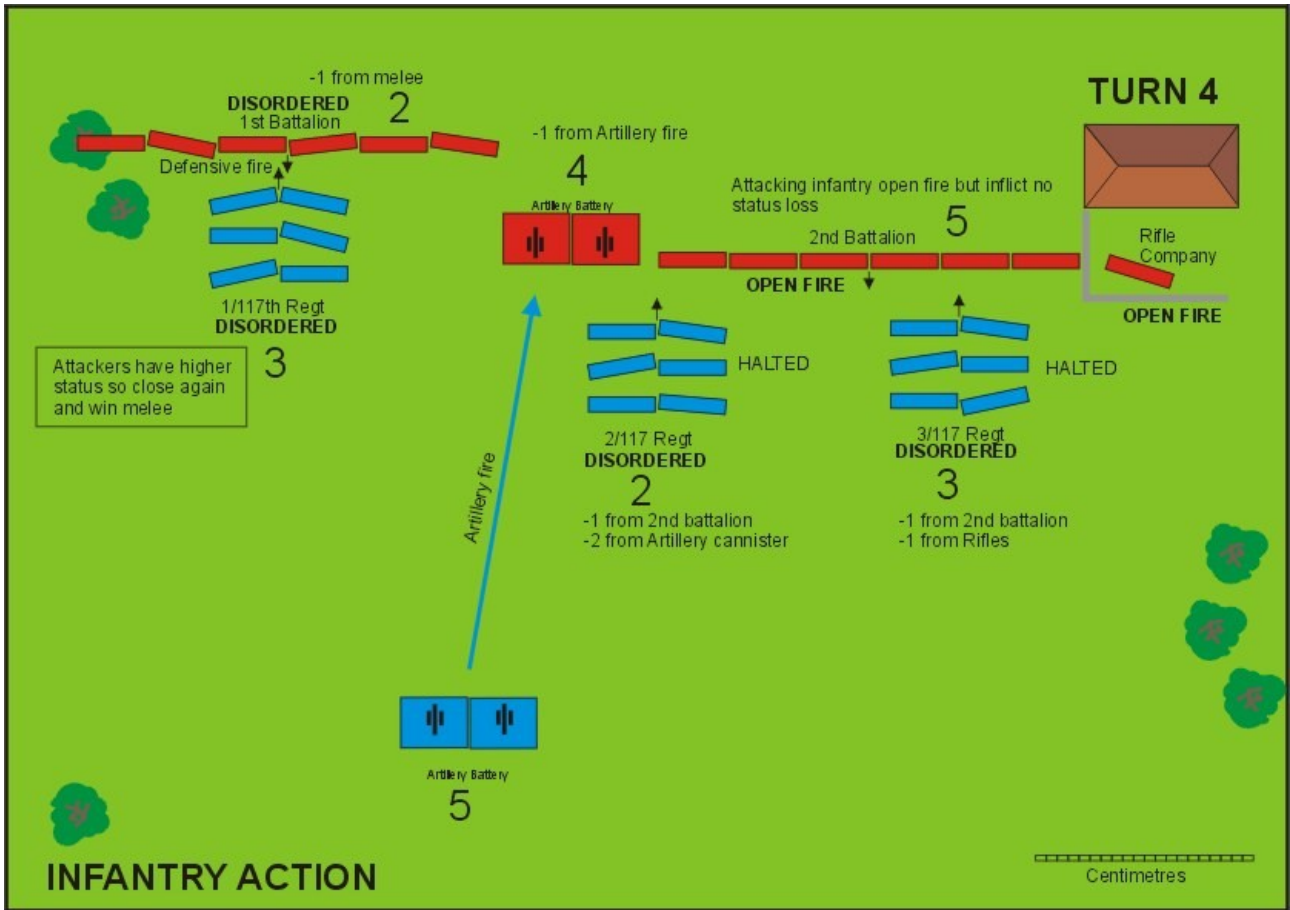 TURN 4
-1 from melee
DISORDERED
1st Battalion
2
Defensive fire
-1 from Artillery fire
4
Artillery Battery
Attacking infantry open fire but inflict no
status loss
5
2nd Battalion
OPEN FIRE
Rifle
Company
OPEN FIRE
1/117th Regt
DISORDERED
3
Attackers have higher
status so close again
and win melee
HALTED
2/117 Regt
DISORDERED
2
-1 from 2nd battalion
-2 from Artillery cannister
HALTED
3/117 Regt
DISORDERED
3
-1 from 2nd battalion
-1 from Rifles
Artillery fire
Artillery Battery
5
INFANTRY ACTION
Centimetres